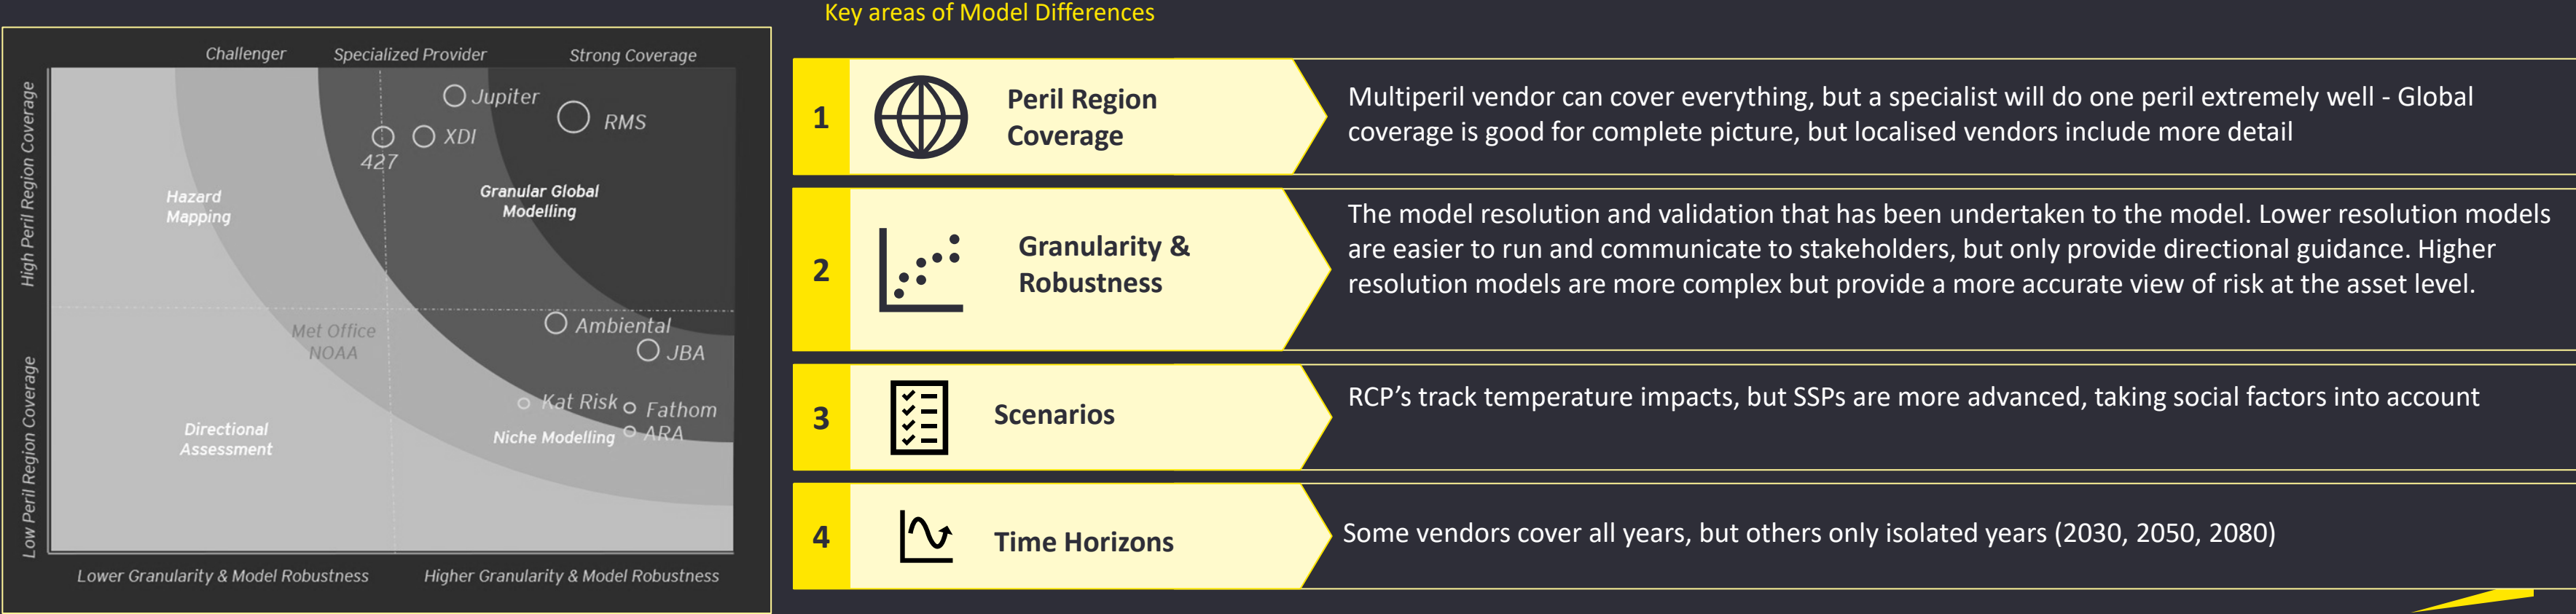 Key areas of Model Differences
Challenger
Specialized Provider
Strong Coverage
High Peril Region Coverage
Low Peril Region Coverage
Jupiter
RMS
XDI
427
Hazard
Mapping
Granular Global
Modelling
Met Office
NOAA
Ambiental
JBA
Kat Risk
Fathom
ARA
Directional
Assessment
Niche Modelling
Lower Granularity & Model Robustness
Higher Granularity & Model Robustness
1
Peril Region
Coverage
Multiperil vendor can cover everything, but a specialist will do one peril extremely well - Global
coverage is good for complete picture, but localised vendors include more detail
2
Granularity &
Robustness
The model resolution and validation that has been undertaken to the model. Lower resolution models
are easier to run and communicate to stakeholders, but only provide directional guidance. Higher
resolution models are more complex but provide a more accurate view of risk at the asset level.
3
Scenarios
RCP's track temperature impacts, but SSPs are more advanced, taking social factors into account
4
Time Horizons
Some vendors cover all years, but others only isolated years (2030, 2050, 2080)